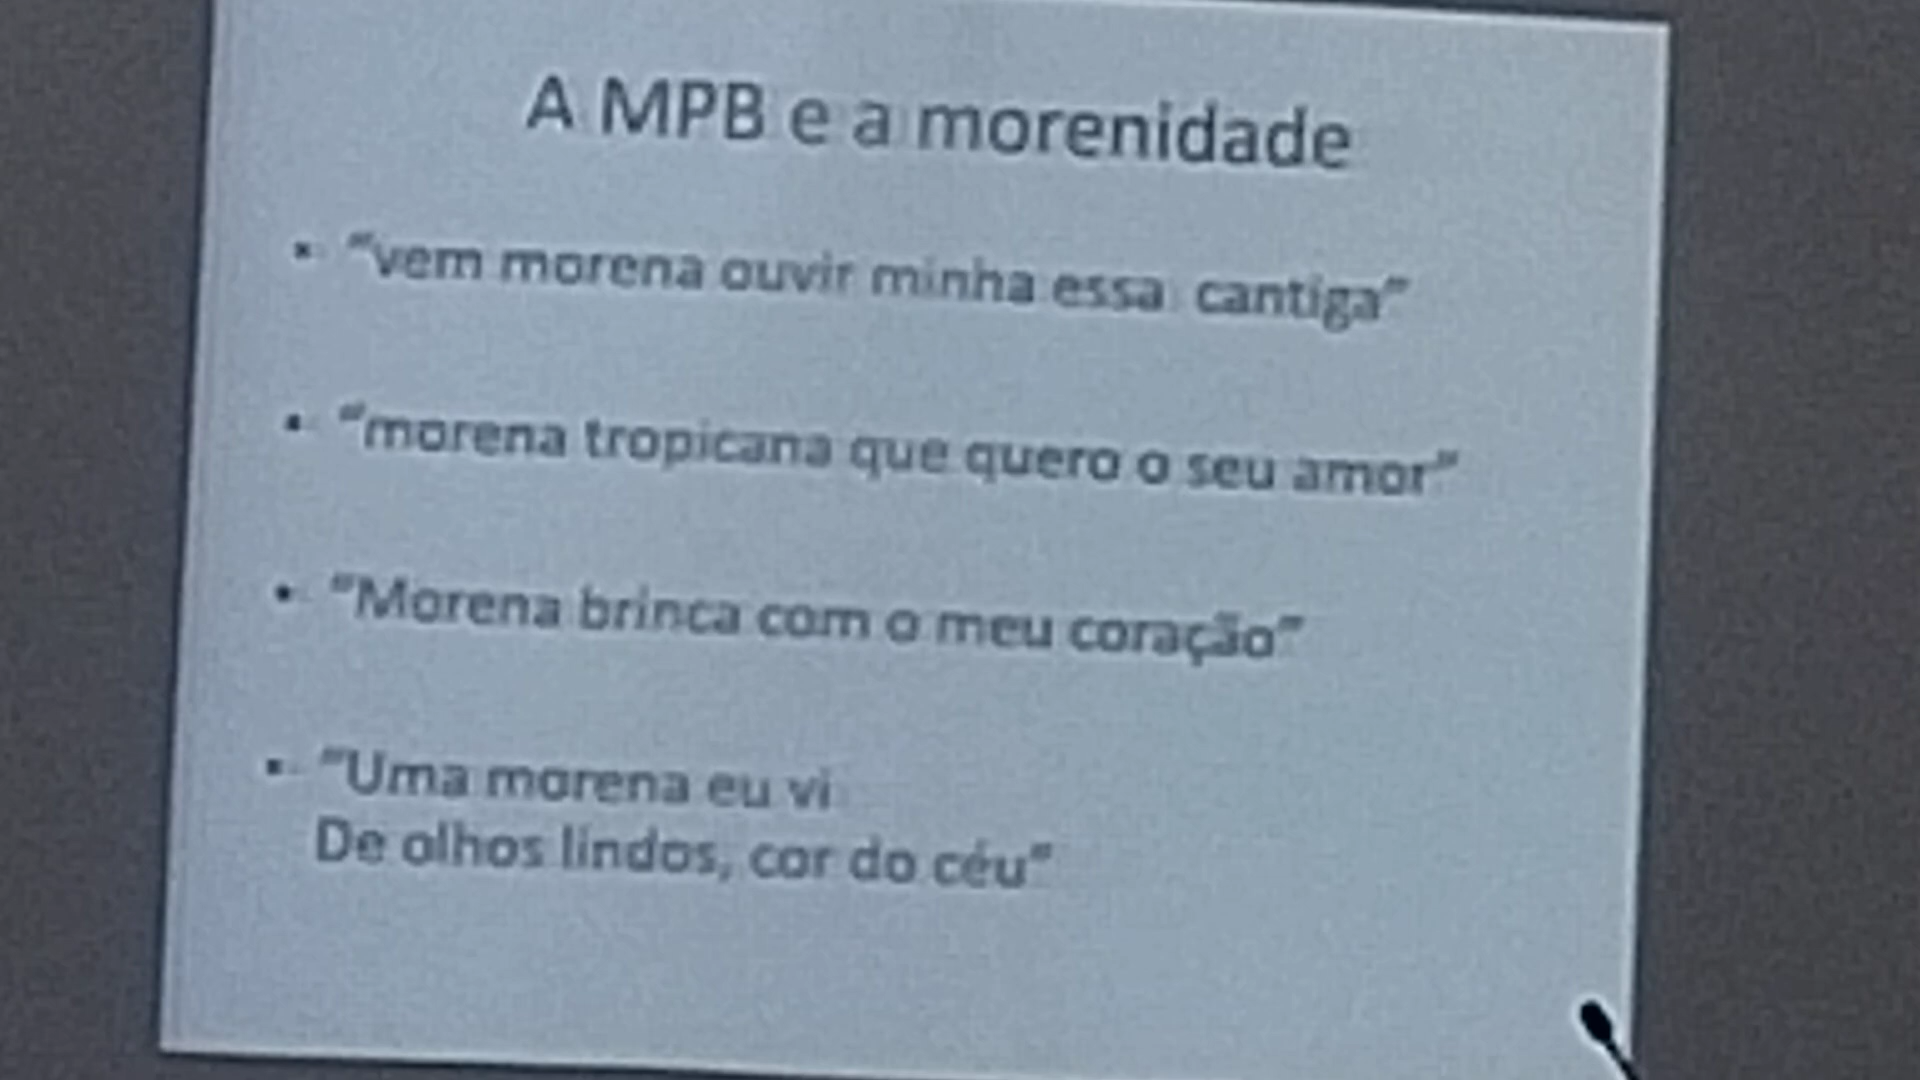 A MPB e a morenidade
• "vem morena ouvir minha essa cantiga"
• "morena tropicana que quero o seu amor"
• "Morena brinca com o meu coração"
• "Uma morena eu vi
De olhos lindos, cor do céu"